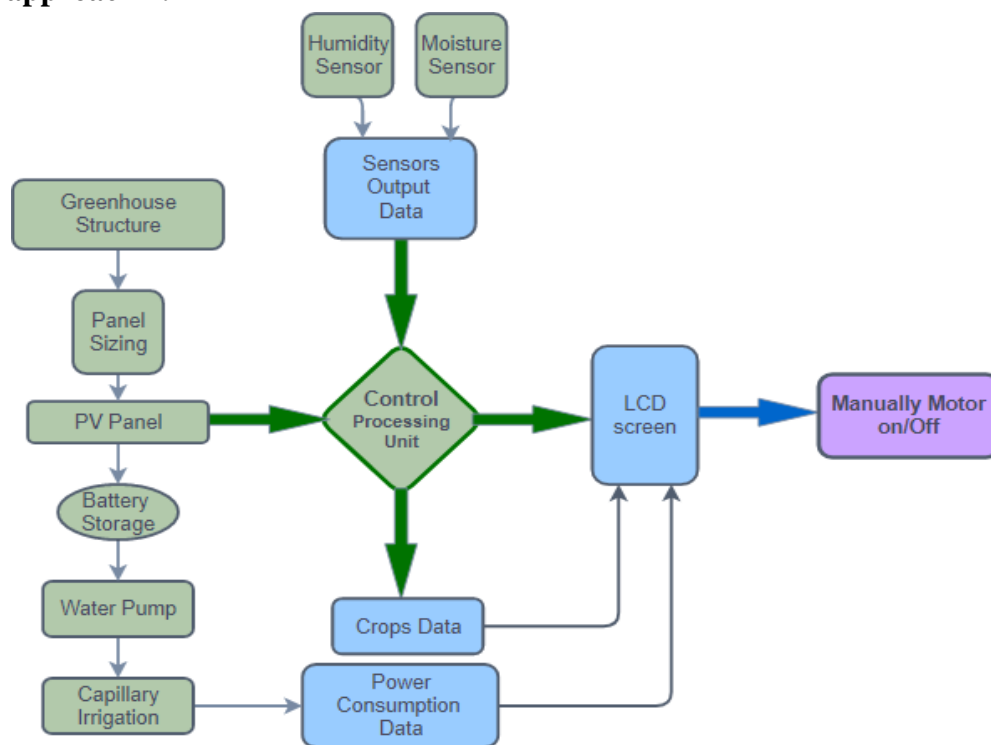 Humidity
Sensor
Moisture
Sensor
Sensors
Output
Data
Greenhouse
Structure
Panel
Sizing
PV Panel
Control
Processing
Unit
LCD
screen
Manually Motor
on/Off
Battery
Storage
Water Pump
Crops Data
Capillary
Irrigation
Power
Consumption
Data